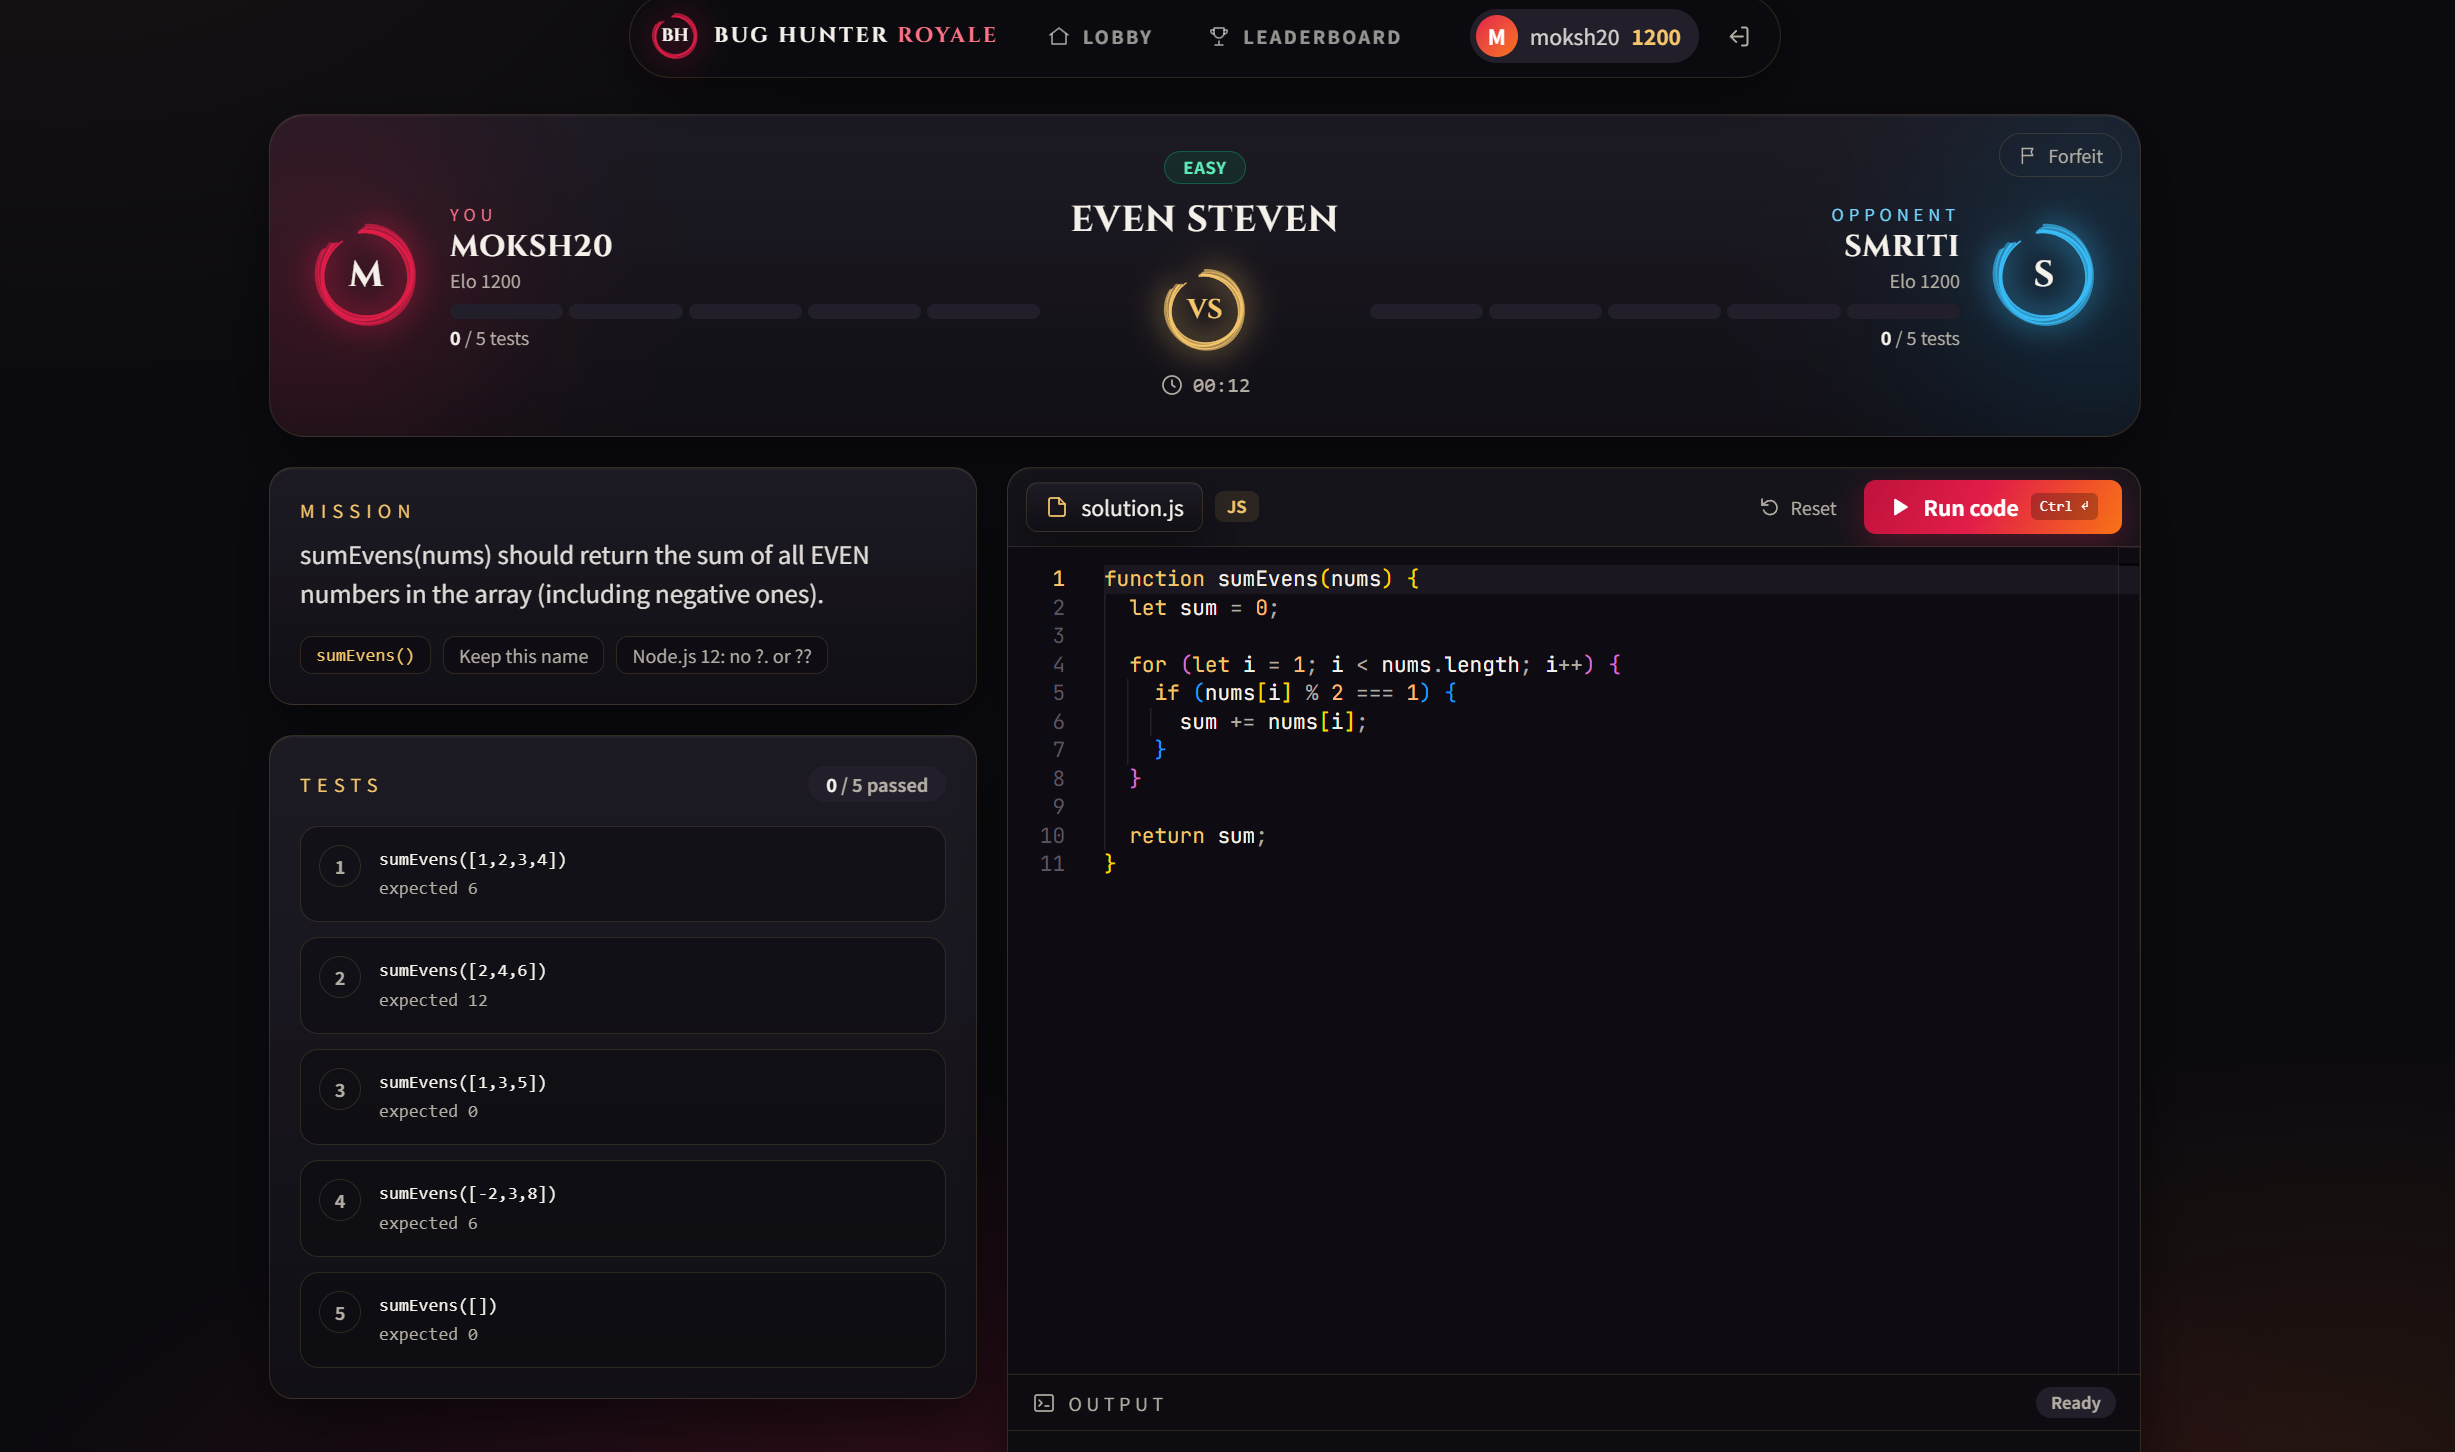 BH BUG HUNTER ROYALE LOBBY LEADERBOARD M moksh20 1200
Forfeit
EASY
EVEN STEVEN
M
YOU
MOKSH20
Elo 1200
0 / 5 tests
VS
00:12
OPPONENT
SMRITI
Elo 1200
0 / 5 tests
S
MISSION
sumEvens(nums) should return the sum of all EVEN
numbers in the array (including negative ones).
sumEvens() Keep this name Node.js 12: no ?. or ??
TESTS 0 / 5 passed
1 sumEvens([1,2,3,4])
expected 6
2 sumEvens([2,4,6])
expected 12
3 sumEvens([1,3,5])
expected 0
4 sumEvens([-2,3,8])
expected 6
5 sumEvens([])
expected 0
solution.js JS Reset Run code Ctrl ⏎
1 function sumEvens(nums) {
2 let sum = 0;
3
4 for (let i = 1; i < nums.length; i++) {
5 if (nums[i] % 2 === 1) {
6 sum += nums[i];
7 }
8 }
9
10 return sum;
11 }
OUTPUT Ready